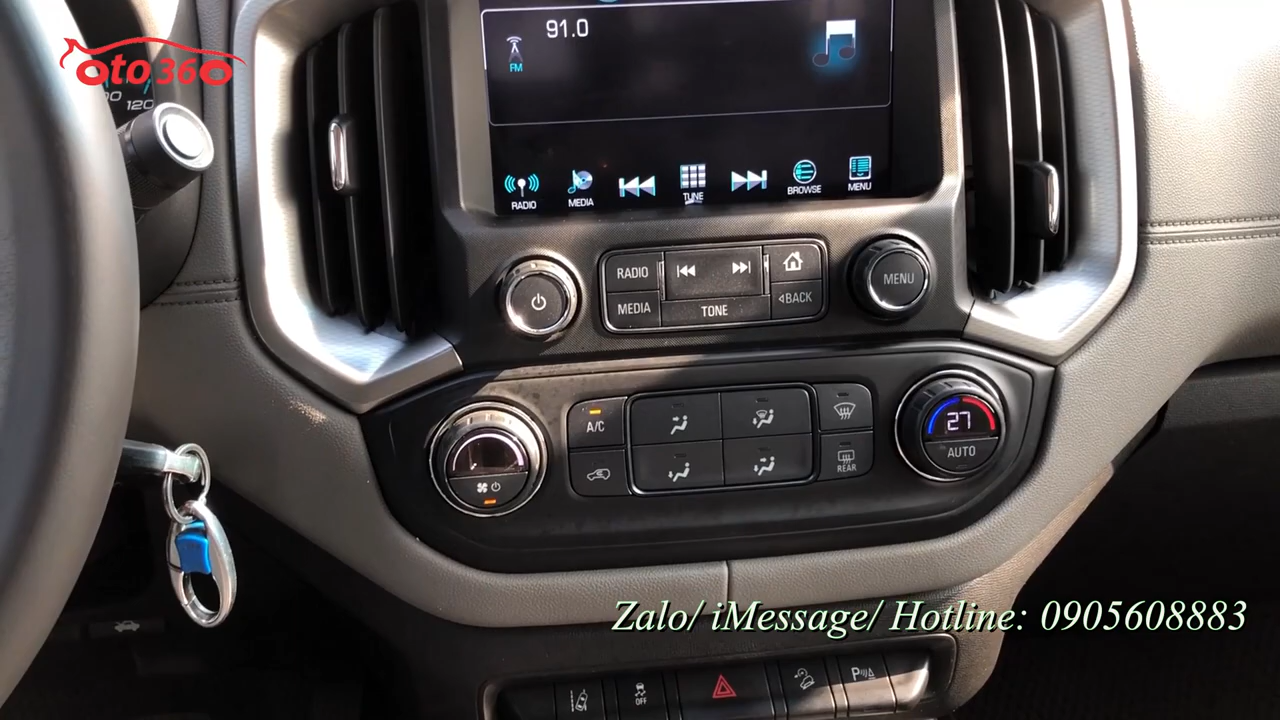 oto360
91.0
FM
120
RADIO
MEDIA
TUNE
BROWSE
MENU
RADIO
MEDIA
TONE
BACK
MENU
A/C
REAR
27
AUTO
Zalo/ iMessage/ Hotline: 0905608883
OFF
P